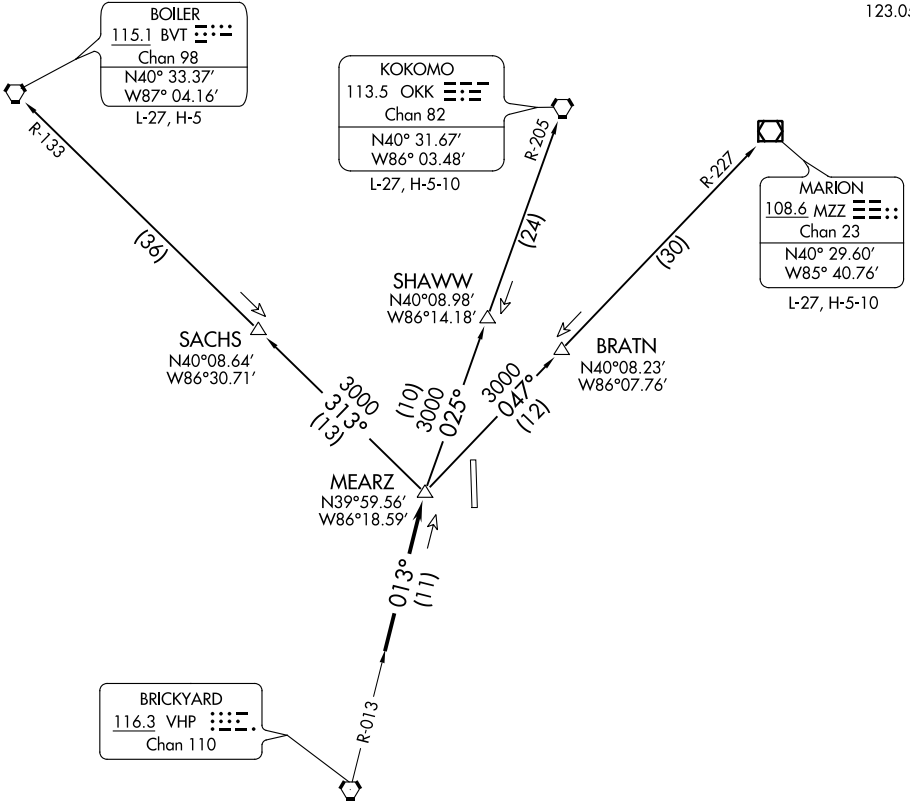 123.0
BOILER
115.1 BVT
Chan 98
N40° 33.37′
W87° 04.16′
L-27, H-5
KOKOMO
113.5 OKK
Chan 82
N40° 31.67′
W86° 03.48′
L-27, H-5-10
MARION
108.6 MZZ
Chan 23
N40° 29.60′
W85° 40.76′
L-27, H-5-10
R-133
R-205
R-227
(36)
(24)
(30)
SACHS
N40°08.64′
W86°30.71′
SHAWW
N40°08.98′
W86°14.18′
BRATN
N40°08.23′
W86°07.76′
3000
313°
(13)
(10)
3000
025°
3000
047°
(12)
MEARZ
N39°59.56′
W86°18.59′
013°
(11)
R-013
BRICKYARD
116.3 VHP
Chan 110